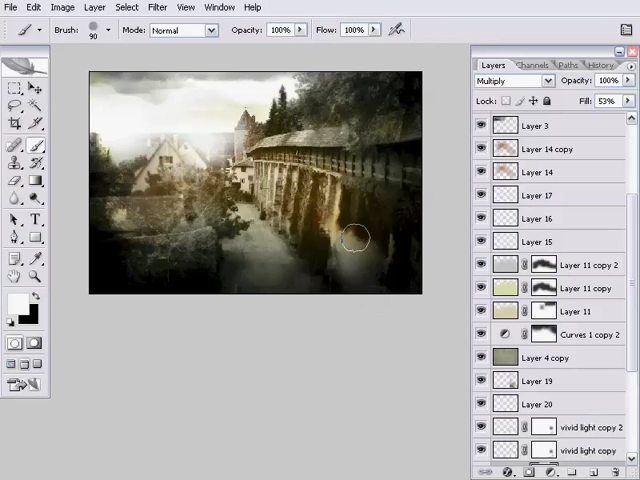 File Edit Image Layer Select Filter View Window Help
Brush: 90 Mode: Normal Opacity: 100% Flow: 100%
Layers Channels Paths History
Multiply Opacity: 100%
Lock: Fill: 53%
Layer 3
Layer 14 copy
Layer 14
Layer 17
Layer 16
Layer 15
Layer 11 copy 2
Layer 11 copy
Layer 11
Curves 1 copy 2
Layer 4 copy
Layer 19
Layer 20
vivid light copy 2
vivid light copy